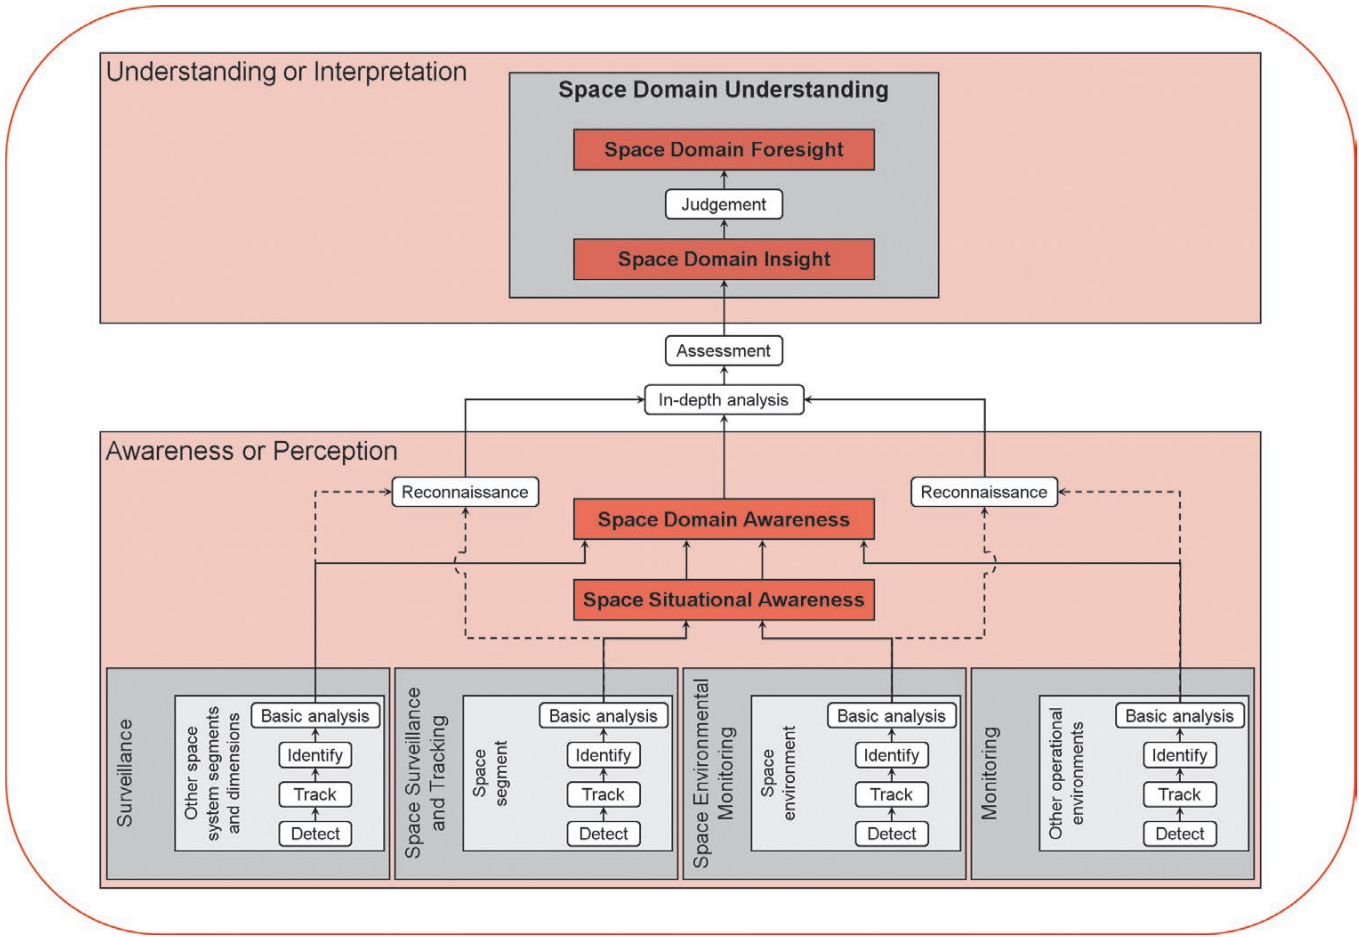 Understanding or Interpretation
Space Domain Understanding
Space Domain Foresight
Judgement
Space Domain Insight
Assessment
In-depth analysis
Awareness or Perception
Reconnaissance
Reconnaissance
Space Domain Awareness
Space Situational Awareness
Surveillance
Other space
system segments
and dimensions
Basic analysis
Identify
Track
Detect
Space Surveillance
and Tracking
Space
segment
Basic analysis
Identify
Track
Detect
Space Environmental
Monitoring
Space
environment
Basic analysis
Identify
Track
Detect
Monitoring
Other operational
environments
Basic analysis
Identify
Track
Detect